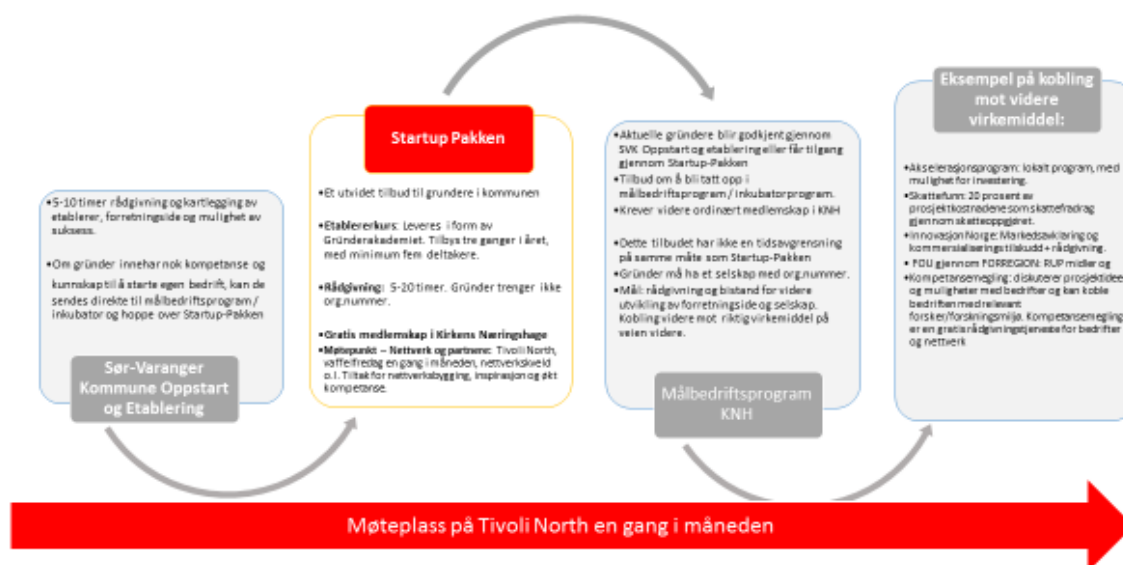 •5-10 timer rådgivning og kartlegging av
etablerer, forretningside og mulighet av
suksess.
•Om gründer innehar nok kompetanse og
kunnskap til å starte egen bedrift, kan de
sendes direkte til målbedriftsprogram /
inkubator og hoppe over Startup-Pakken
Sør-Varanger
Kommune Oppstart
og Etablering
Startup Pakken
•Et utvidet tilbud til grundere i kommunen
•Etablererkurs: Leveres i form av
Gründerakademiet. Tilbys tre ganger i året,
med minimum fem deltakere.
•Rådgivning: 5-20 timer. Gründer trenger ikke
org.nummer.
•Gratis medlemskap i Kirkens Næringshage
•Møtepunkt – Nettverk og partnere: Tivoli North,
vaffelfredag en gang i måneden, nettverkskveld
o.l. Tiltak for nettverksbygging, inspirasjon og økt
kompetanse.
•Aktuelle gründere blir godkjent gjennom
SVK Oppstart og etablering eller får tilgang
gjennom Startup-Pakken
•Tilbud om å bli tatt opp i
målbedriftsprogram / inkubatorprogram.
•Krever videre ordinært medlemskap i KNH
•Dette tilbudet har ikke en tidsavgrensning
på samme måte som Startup-Pakken
•Gründer må ha et selskap med org.nummer.
•Mål: rådgivning og bistand for videre
utvikling av forretningside og selskap.
Kobling videre mot riktig virkemiddel på
veien videre.
Målbedriftsprogram
KNH
Eksempel på kobling
mot videre
virkemiddel:
•Akselerasjonsprogram: lokalt program, med
mulighet for investering.
•Skattefunn: 20 prosent av
prosjektkostnadene som skattefradrag
gjennom skatteoppgjøret.
•Innovasjon Norge: Markedsavklaring og
kommersialiseringstilskudd + rådgivning.
• FOU gjennom FORREGION: RUP midler og
•Kompetansemegling: diskuterer prosjektideer
og muligheter med bedrifter og kan koble
bedriften med relevant
forsker/forskningsmiljø. Kompetansemegling
er en gratis rådgivningstjeneste for bedrifter
og nettverk
Møteplass på Tivoli North en gang i måneden